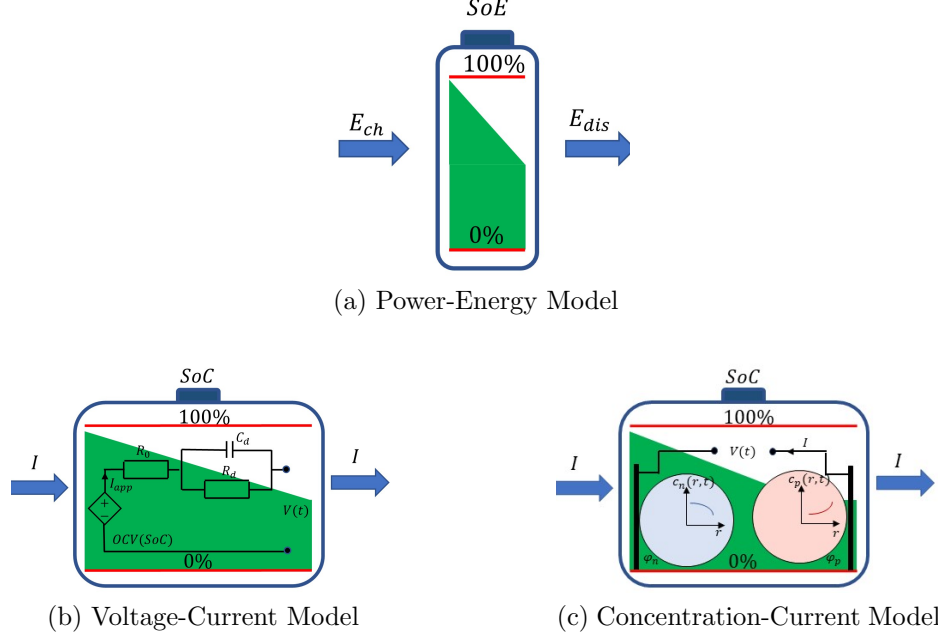 SoE
100%
E_ch
E_dis
0%
(a) Power-Energy Model
SoC
100%
C_d
R_0
I
R_d
I
I_app
V(t)
OCV(SoC)
0%
(b) Voltage-Current Model
SoC
100%
V(t)
I
I
I
c_n(r,t)
c_p(r,t)
r
r
φ_n
0%
φ_p
(c) Concentration-Current Model